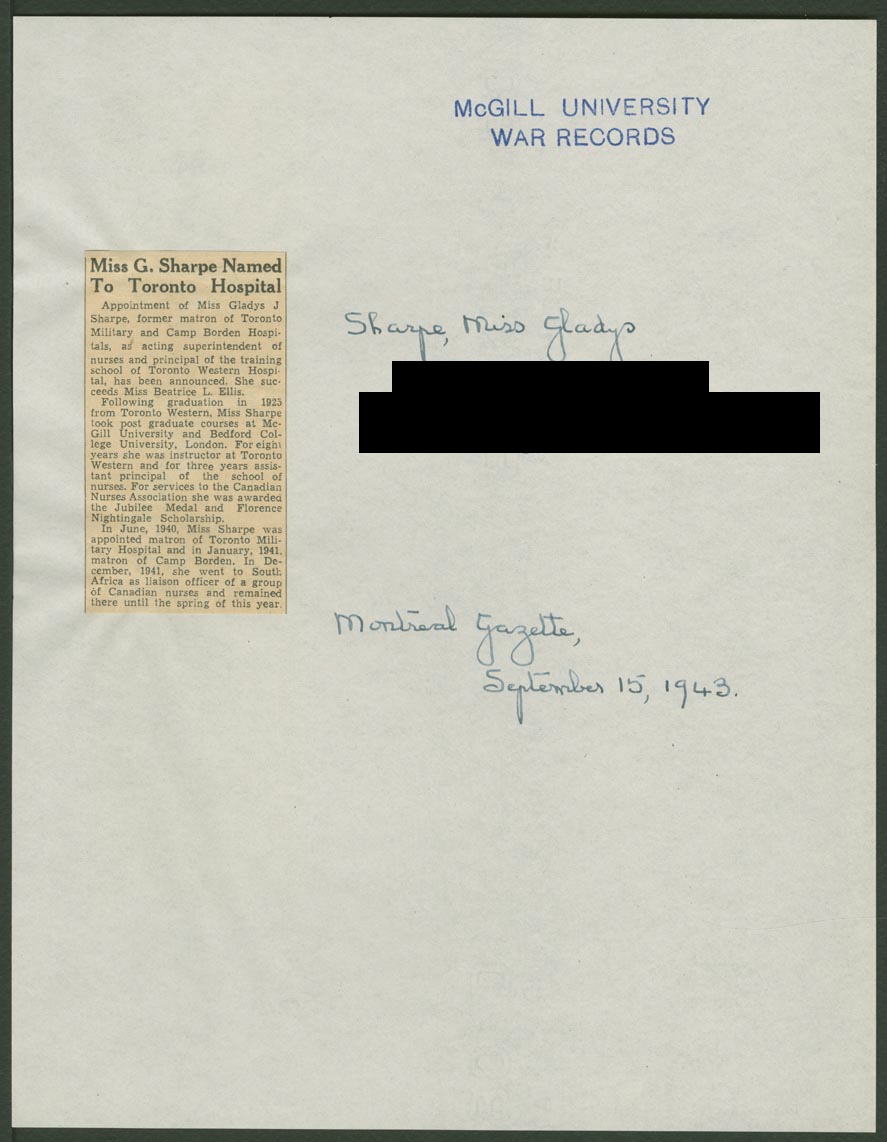 McGILL UNIVERSITY
WAR RECORDS
Miss G. Sharpe Named
To Toronto Hospital
Appointment of Miss Gladys J
Sharpe, former matron of Toronto
Military and Camp Borden Hospi-
tals, as acting superintendent of
nurses and principal of the training
school of Toronto Western Hospi-
tal, has been announced. She suc-
ceeds Miss Beatrice L. Ellis.
Following graduation in 1925
from Toronto Western, Miss Sharpe
took post graduate courses at Mc-
Gill University and Bedford Col-
lege University, London. For eight
years she was instructor at Toronto
Western and for three years assis-
tant principal of the school of
nurses. For services to the Canadian
Nurses Association she was awarded
the Jubilee Medal and Florence
Nightingale Scholarship.
In June, 1940, Miss Sharpe was
appointed matron of Toronto Mili-
tary Hospital and in January, 1941,
matron of Camp Borden. In De-
cember, 1941, she went to South
Africa as liaison officer of a group
of Canadian nurses and remained
there until the spring of this year.
Sharpe, Miss Gladys
Montreal Gazette,
September 15, 1943.